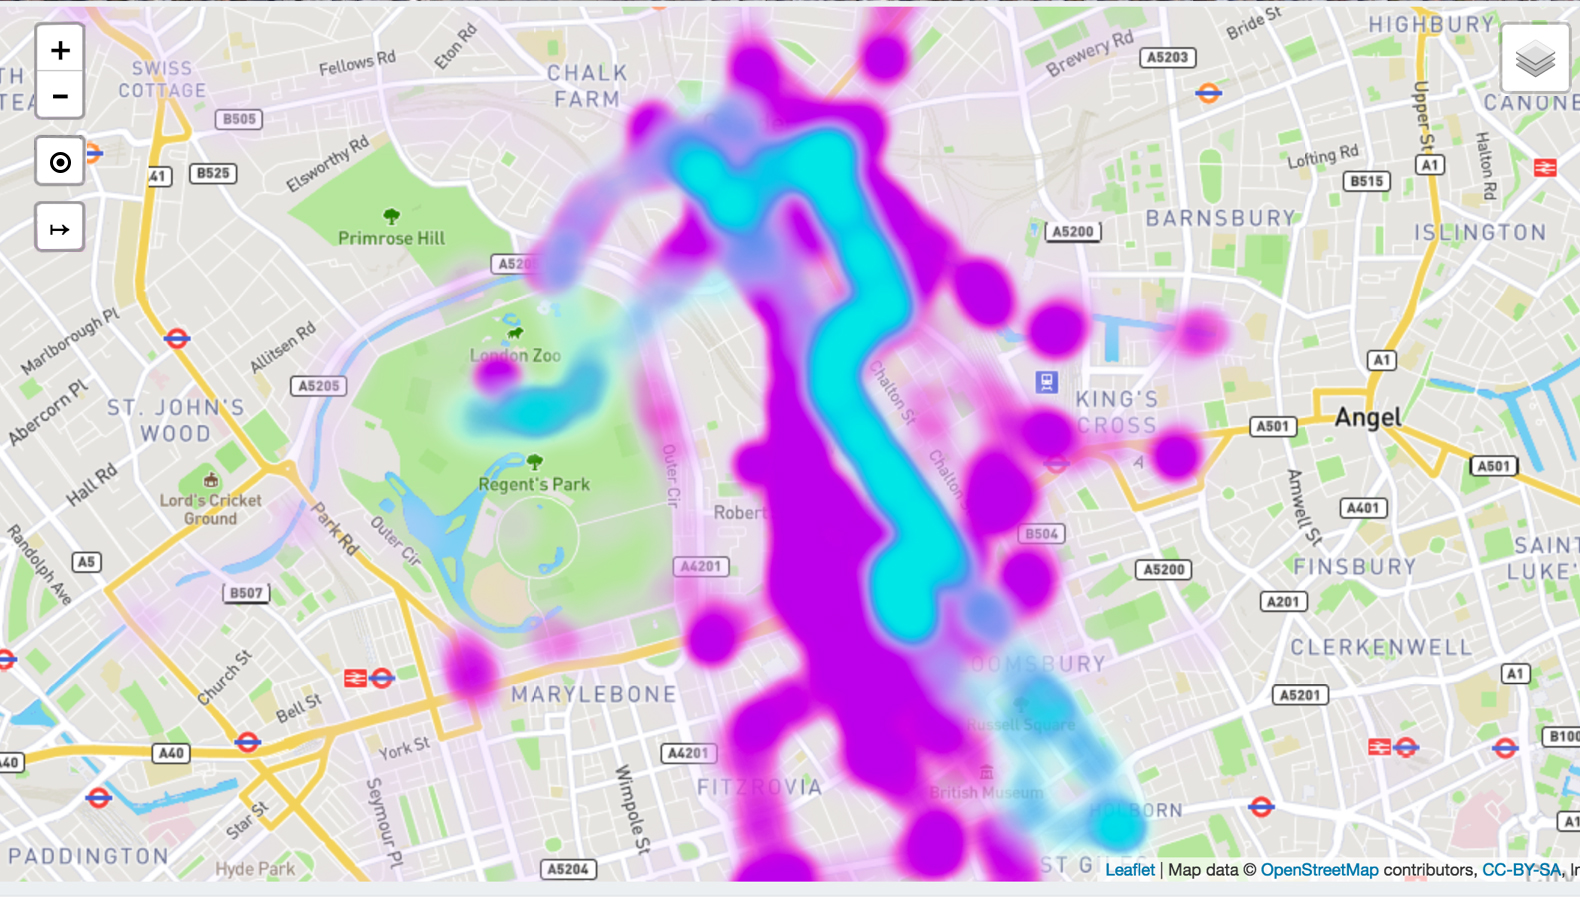 HIGHBURY
Bride St
Eton Rd
Fellows Rd
Brewery Rd
A5203
SWISS
COTTAGE
CHALK
FARM
Upper St
CANONB
B505
Elsworthy Rd
Lofting Rd
Halton Rd
A1
41
B525
B515
Primrose Hill
BARNSBURY
A5200
ISLINGTON
A520
Marlborough Pl
Allitsen Rd
London Zoo
A1
A5205
Chalton St
Abercorn Pl
ST. JOHN'S
WOOD
KING'S
CROSS
Angel
A501
Outer Cir
A
A501
Hall Rd
Regent's Park
Chalton
Lord's Cricket
Ground
Park Rd
Outer Cir
Robert
Amwell St
A401
B504
Randolph Ave
A5
A4201
A5200
FINSBURY
SAINT
LUKE'
B507
A201
CLERKENWELL
OOMSBURY
Church St
A1
MARYLEBONE
A5201
Bell St
Russell Square
York St
A40
A40
A4201
B100
Wimpole St
FITZROVIA
British Museum
Seymour Pl
HOLBORN
Star St
A1
PADDINGTON
Hyde Park
A5204
ST GILES
Leaflet | Map data © OpenStreetMap contributors, CC-BY-SA, I